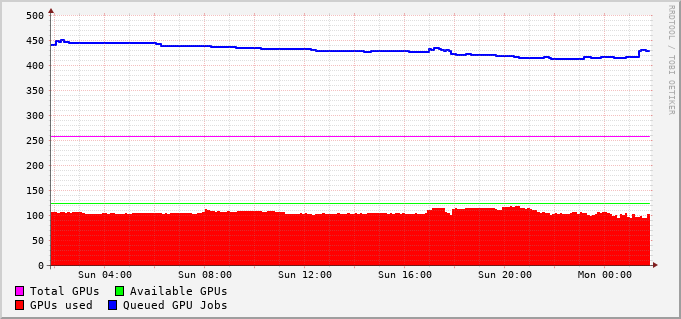 500
450
400
350
300
250
200
150
100
50
0
Sun 04:00 Sun 08:00 Sun 12:00 Sun 16:00 Sun 20:00 Mon 00:00
Total GPUs Available GPUs
GPUs used Queued GPU Jobs
RRDTOOL / TOBI OETIKER